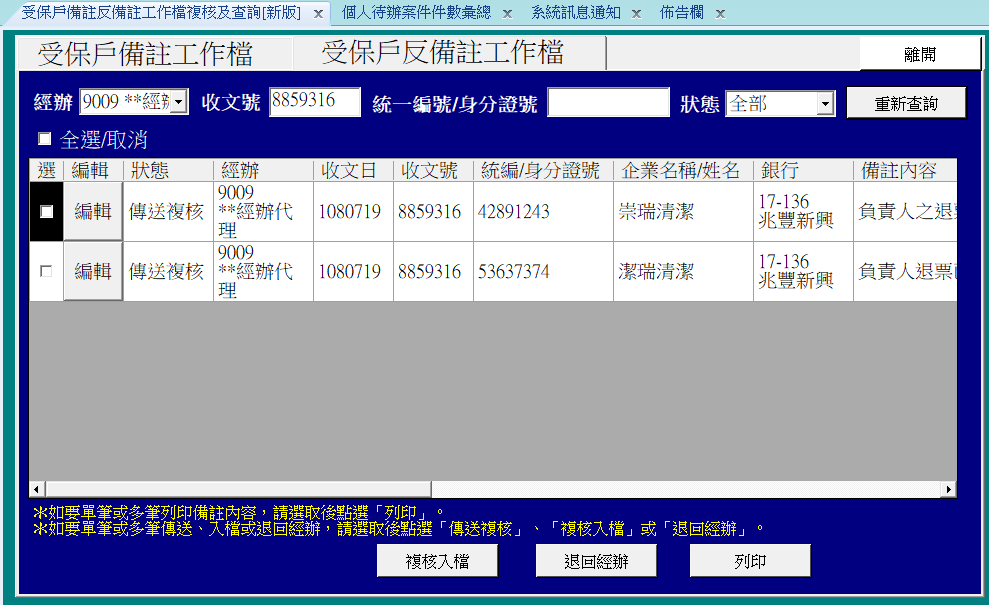 受保戶備註反備註工作檔複核及查詢[新版] x 個人待辦案件件數彙總 x 系統訊息通知 x 佈告欄 x
受保戶備註工作檔 受保戶反備註工作檔 離開
經辦 9009 **經辦 收文號 8859316 統一編號/身分證號 狀態 全部 重新查詢
全選/取消
選 編輯 狀態 經辦 收文日 收文號 統編/身分證號 企業名稱/姓名 銀行 備註內容
編輯 傳送複核 9009 **經辦代理 1080719 8859316 42891243 崇瑞清潔 17-136 兆豐新興 負責人之退票
編輯 傳送複核 9009 **經辦代理 1080719 8859316 53637374 潔瑞清潔 17-136 兆豐新興 負責人退票
※如要單筆或多筆列印備註內容，請選取後點選「列印」。
※如要單筆或多筆傳送、入檔或退回經辦，請選取後點選「傳送複核」、「複核入檔」或「退回經辦」。
複核入檔 退回經辦 列印